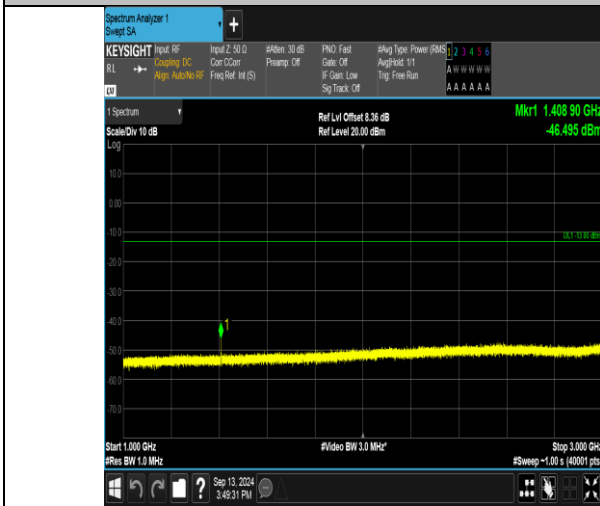 Spectrum Analyzer 1
Swept SA
+
KEYSIGHT Input: RF Input Z: 50 Ω #Atten: 30 dB PNO: Fast #Avg Type: Power (RMS 1 2 3 4 5 6
RL Coupling: DC Corr CCorr Preamp: Off Gate: Off Avg|Hold: 1/1 A W W W W W
Align: Auto/No RF Freq Ref: Int (S) IF Gain: Low Trig: Free Run
Sig Track: Off A A A A A A
1 Spectrum Ref Lvl Offset 8.36 dB Mkr1 1.408 90 GHz
Scale/Div 10 dB Ref Level 20.00 dBm -46.495 dBm
Log
10.0
0.00
-10.0
DL1 -13.00 dBm
-20.0
-30.0
-40.0
1
-50.0
-60.0
-70.0
Start 1.000 GHz #Video BW 3.0 MHz* Stop 3.000 GHz
#Res BW 1.0 MHz #Sweep ~1.00 s (40001 pts
? Sep 13, 2024
3:49:31 PM